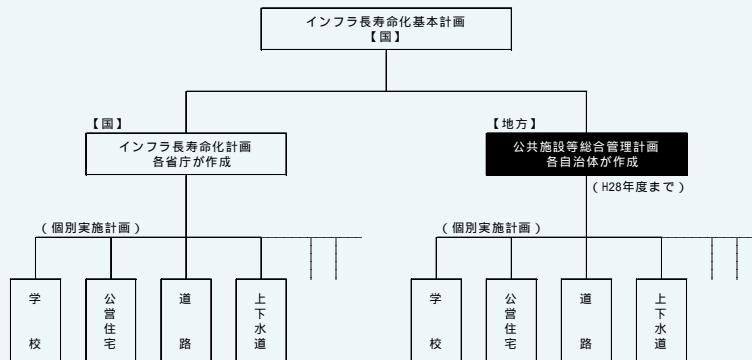 インフラ長寿命化基本計画
【国】
【国】
インフラ長寿命化計画
各省庁が作成
【地方】
公共施設等総合管理計画
各自治体が作成
（H28年度まで）
（個別実施計画）
学校
公営住宅
道路
上下水道
（個別実施計画）
学校
公営住宅
道路
上下水道